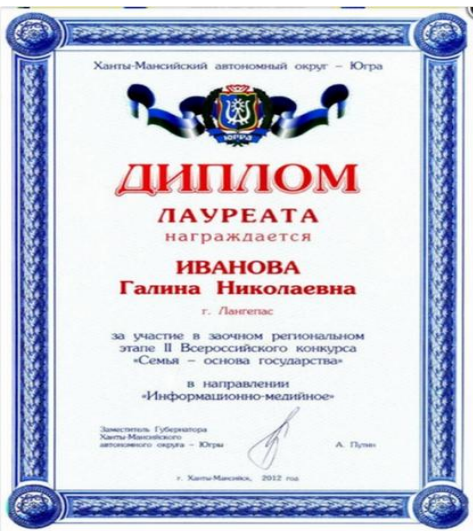 Ханты-Мансийский автономный округ – Югра
ЮГРА
ДИПЛОМ
ЛАУРЕАТА
награждается
ИВАНОВА
Галина Николаевна
г. Лангепас
за участие в заочном региональном
этапе II Всероссийского конкурса
«Семья – основа государства»
в направлении
«Информационно-медийное»
Заместитель Губернатора
Ханты-Мансийского
автономного округа – Югры
А. Путин
г. Ханты-Мансийск, 2012 год